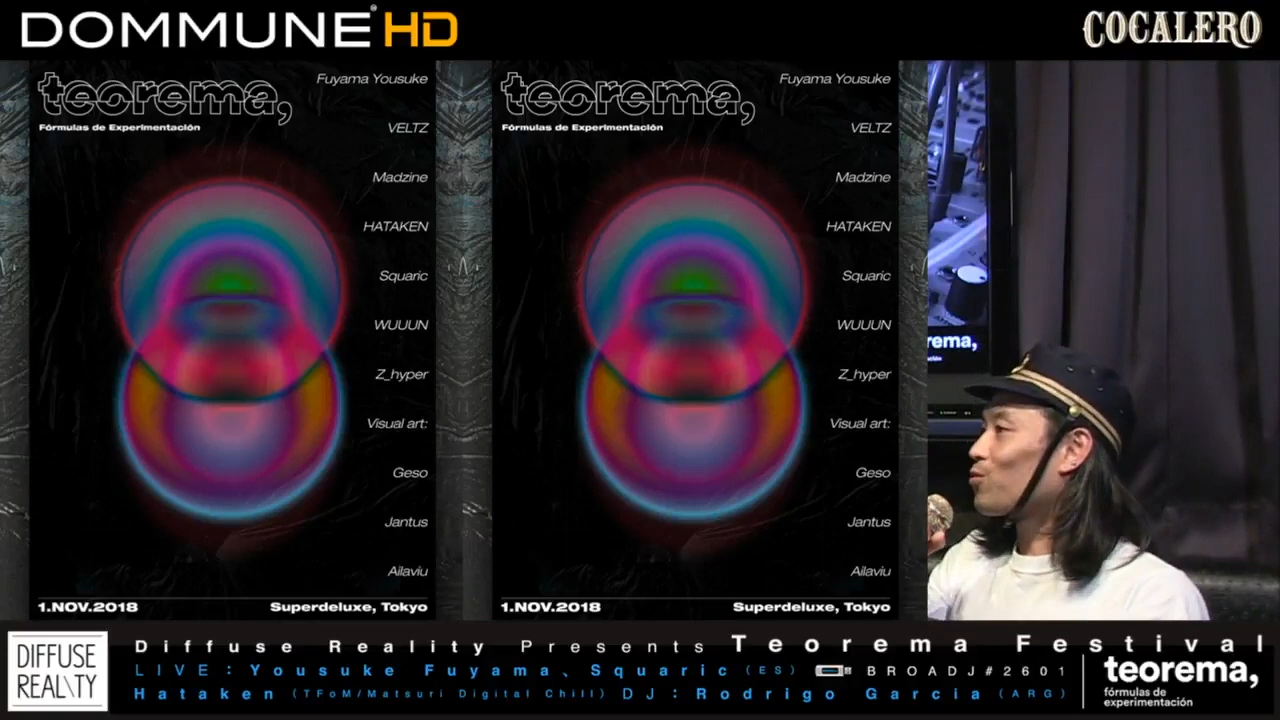 DOMMUNE HD
COCALERO
teorema,
Fórmulas de Experimentación
Fuyama Yousuke
VELTZ
Madzine
HATAKEN
Squaric
WUUUN
Z_hyper
Visual art:
Geso
Jantus
Ailaviu
1.NOV.2018
Superdeluxe, Tokyo
teorema,
Fórmulas de Experimentación
Fuyama Yousuke
VELTZ
Madzine
HATAKEN
Squaric
WUUUN
Z_hyper
Visual art:
Geso
Jantus
Ailaviu
1.NOV.2018
Superdeluxe, Tokyo
rema,
DIFFUSE
REALITY
Diffuse Reality Presents Teorema Festival
LIVE:Yousuke Fuyama、Squaric (ES) BROADJ#2601
Hataken (TFoM/Matsuri Digital Chill) DJ:Rodrigo Garcia (ARG)
teorema,
fórmulas de
experimentación